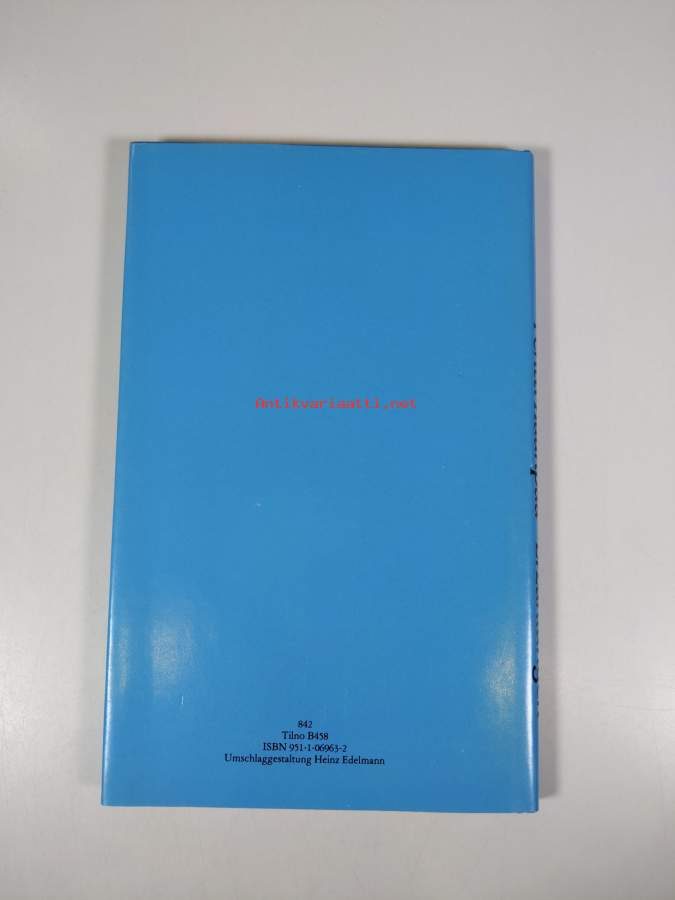 Antikvariaatti.net
842
Tilno B458
ISBN 951-1-06963-2
Umschlaggestaltung Heinz Edelmann